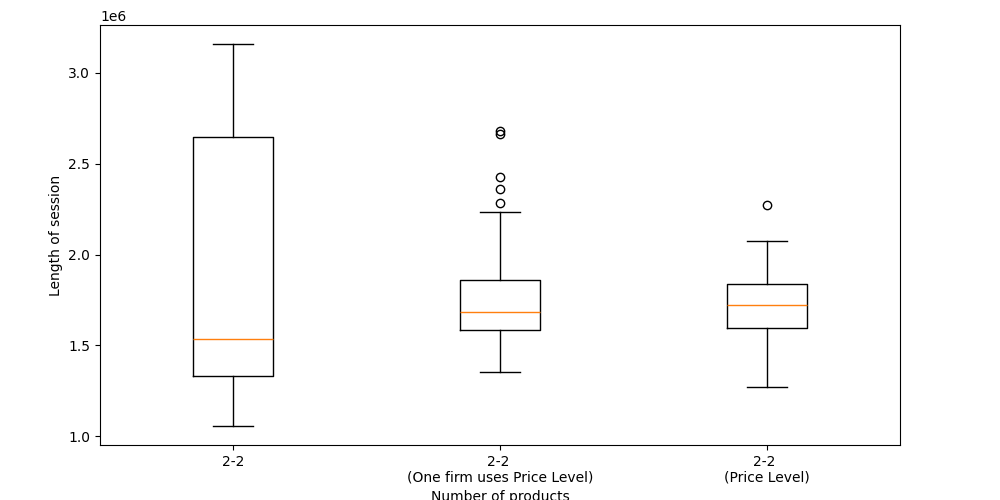 1e6
3.0
2.5
2.0
1.5
1.0
Length of session
2-2
2-2
(One firm uses Price Level)
2-2
(Price Level)
Number of products